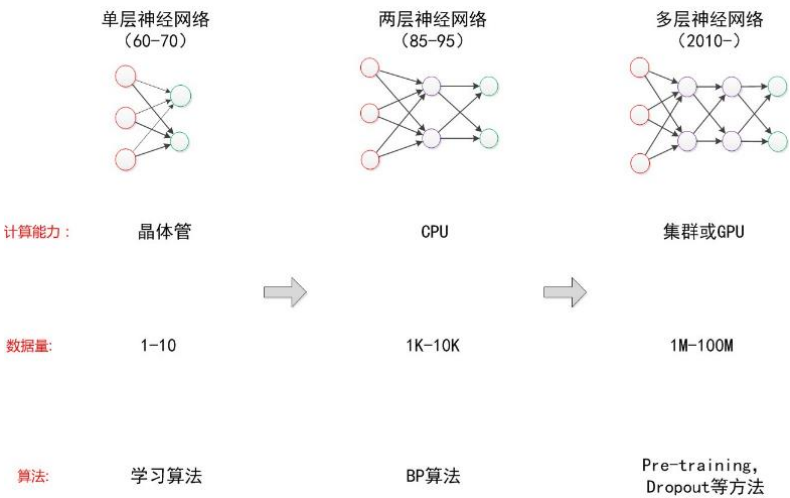 单层神经网络
（60-70）
两层神经网络
（85-95）
多层神经网络
（2010-）
计算能力：
晶体管
CPU
集群或GPU
数据量:
1-10
1K-10K
1M-100M
算法:
学习算法
BP算法
Pre-training,
Dropout等方法